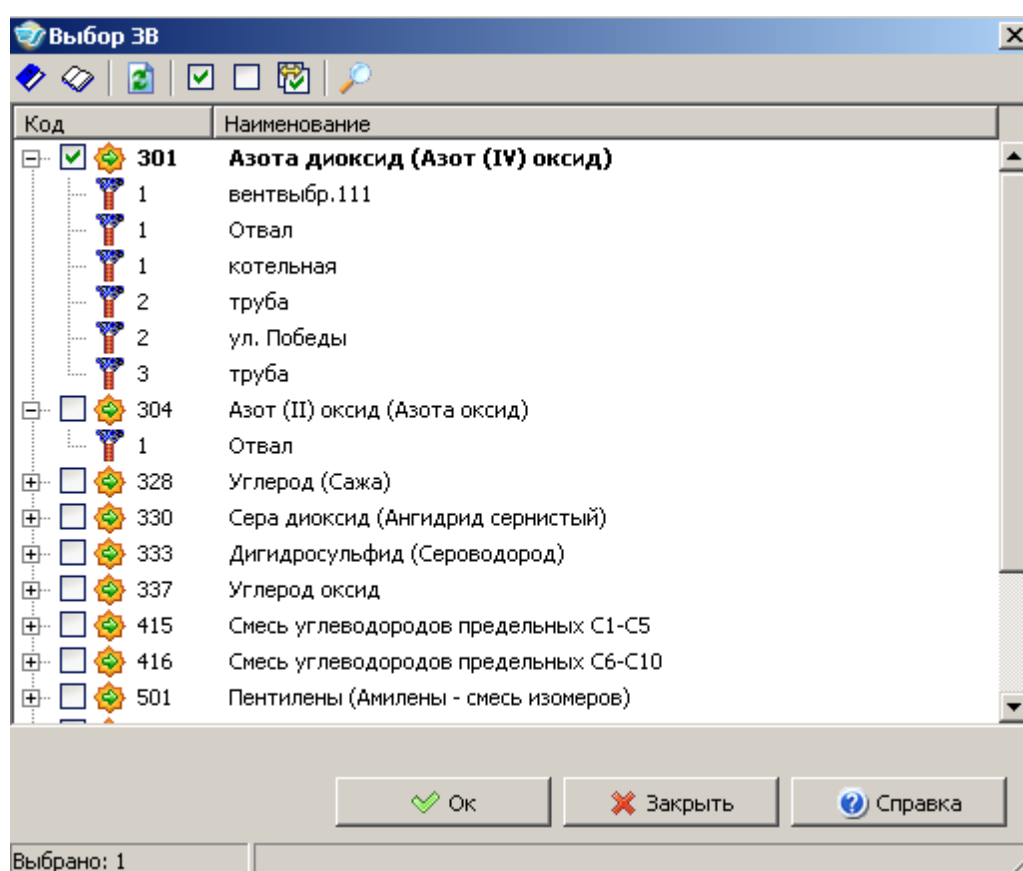 Выбор ЗВ
Код Наименование
301 Азота диоксид (Азот (IV) оксид)
1 вентвыбр.111
1 Отвал
1 котельная
2 труба
2 ул. Победы
3 труба
304 Азот (II) оксид (Азота оксид)
1 Отвал
328 Углерод (Сажа)
330 Сера диоксид (Ангидрид сернистый)
333 Дигидросульфид (Сероводород)
337 Углерод оксид
415 Смесь углеводородов предельных C1-C5
416 Смесь углеводородов предельных C6-C10
501 Пентилены (Амилены - смесь изомеров)
Ок Закрыть Справка
Выбрано: 1